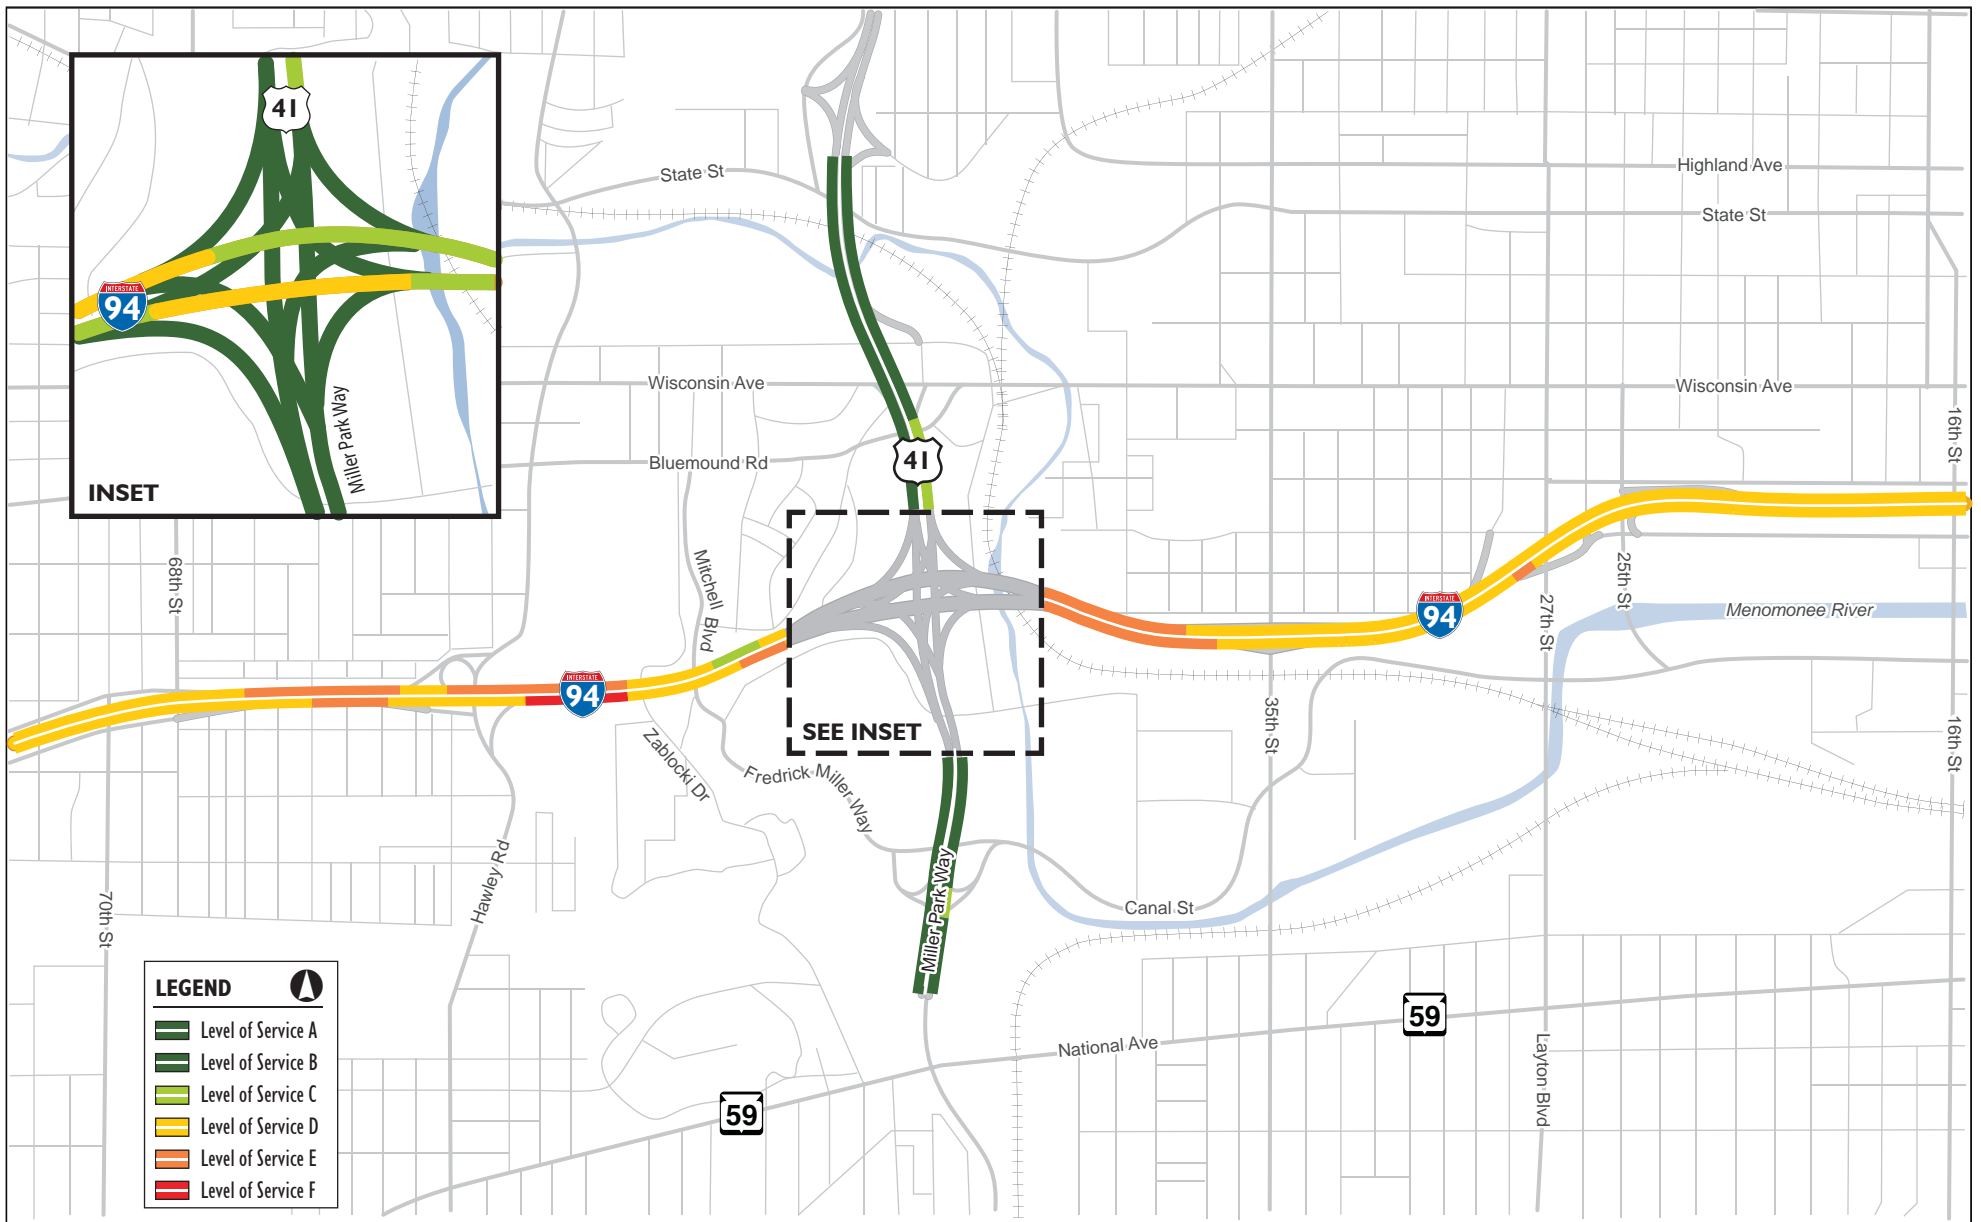 41
INTERSTATE
94
Miller Park Way
INSET
State St
Highland Ave
State St
Wisconsin Ave
Wisconsin Ave
16th St
Bluemound Rd
41
68th St
Mitchell Blvd
INTERSTATE
94
27th St
25th St
Menomonee River
INTERSTATE
94
SEE INSET
35th St
16th St
Zablocki Dr
Fredrick Miller Way
Hawley Rd
Miller Park Way
70th St
Canal St
LEGEND
Level of Service A
Level of Service B
Level of Service C
Level of Service D
Level of Service E
Level of Service F
59
National Ave
Layton Blvd
59